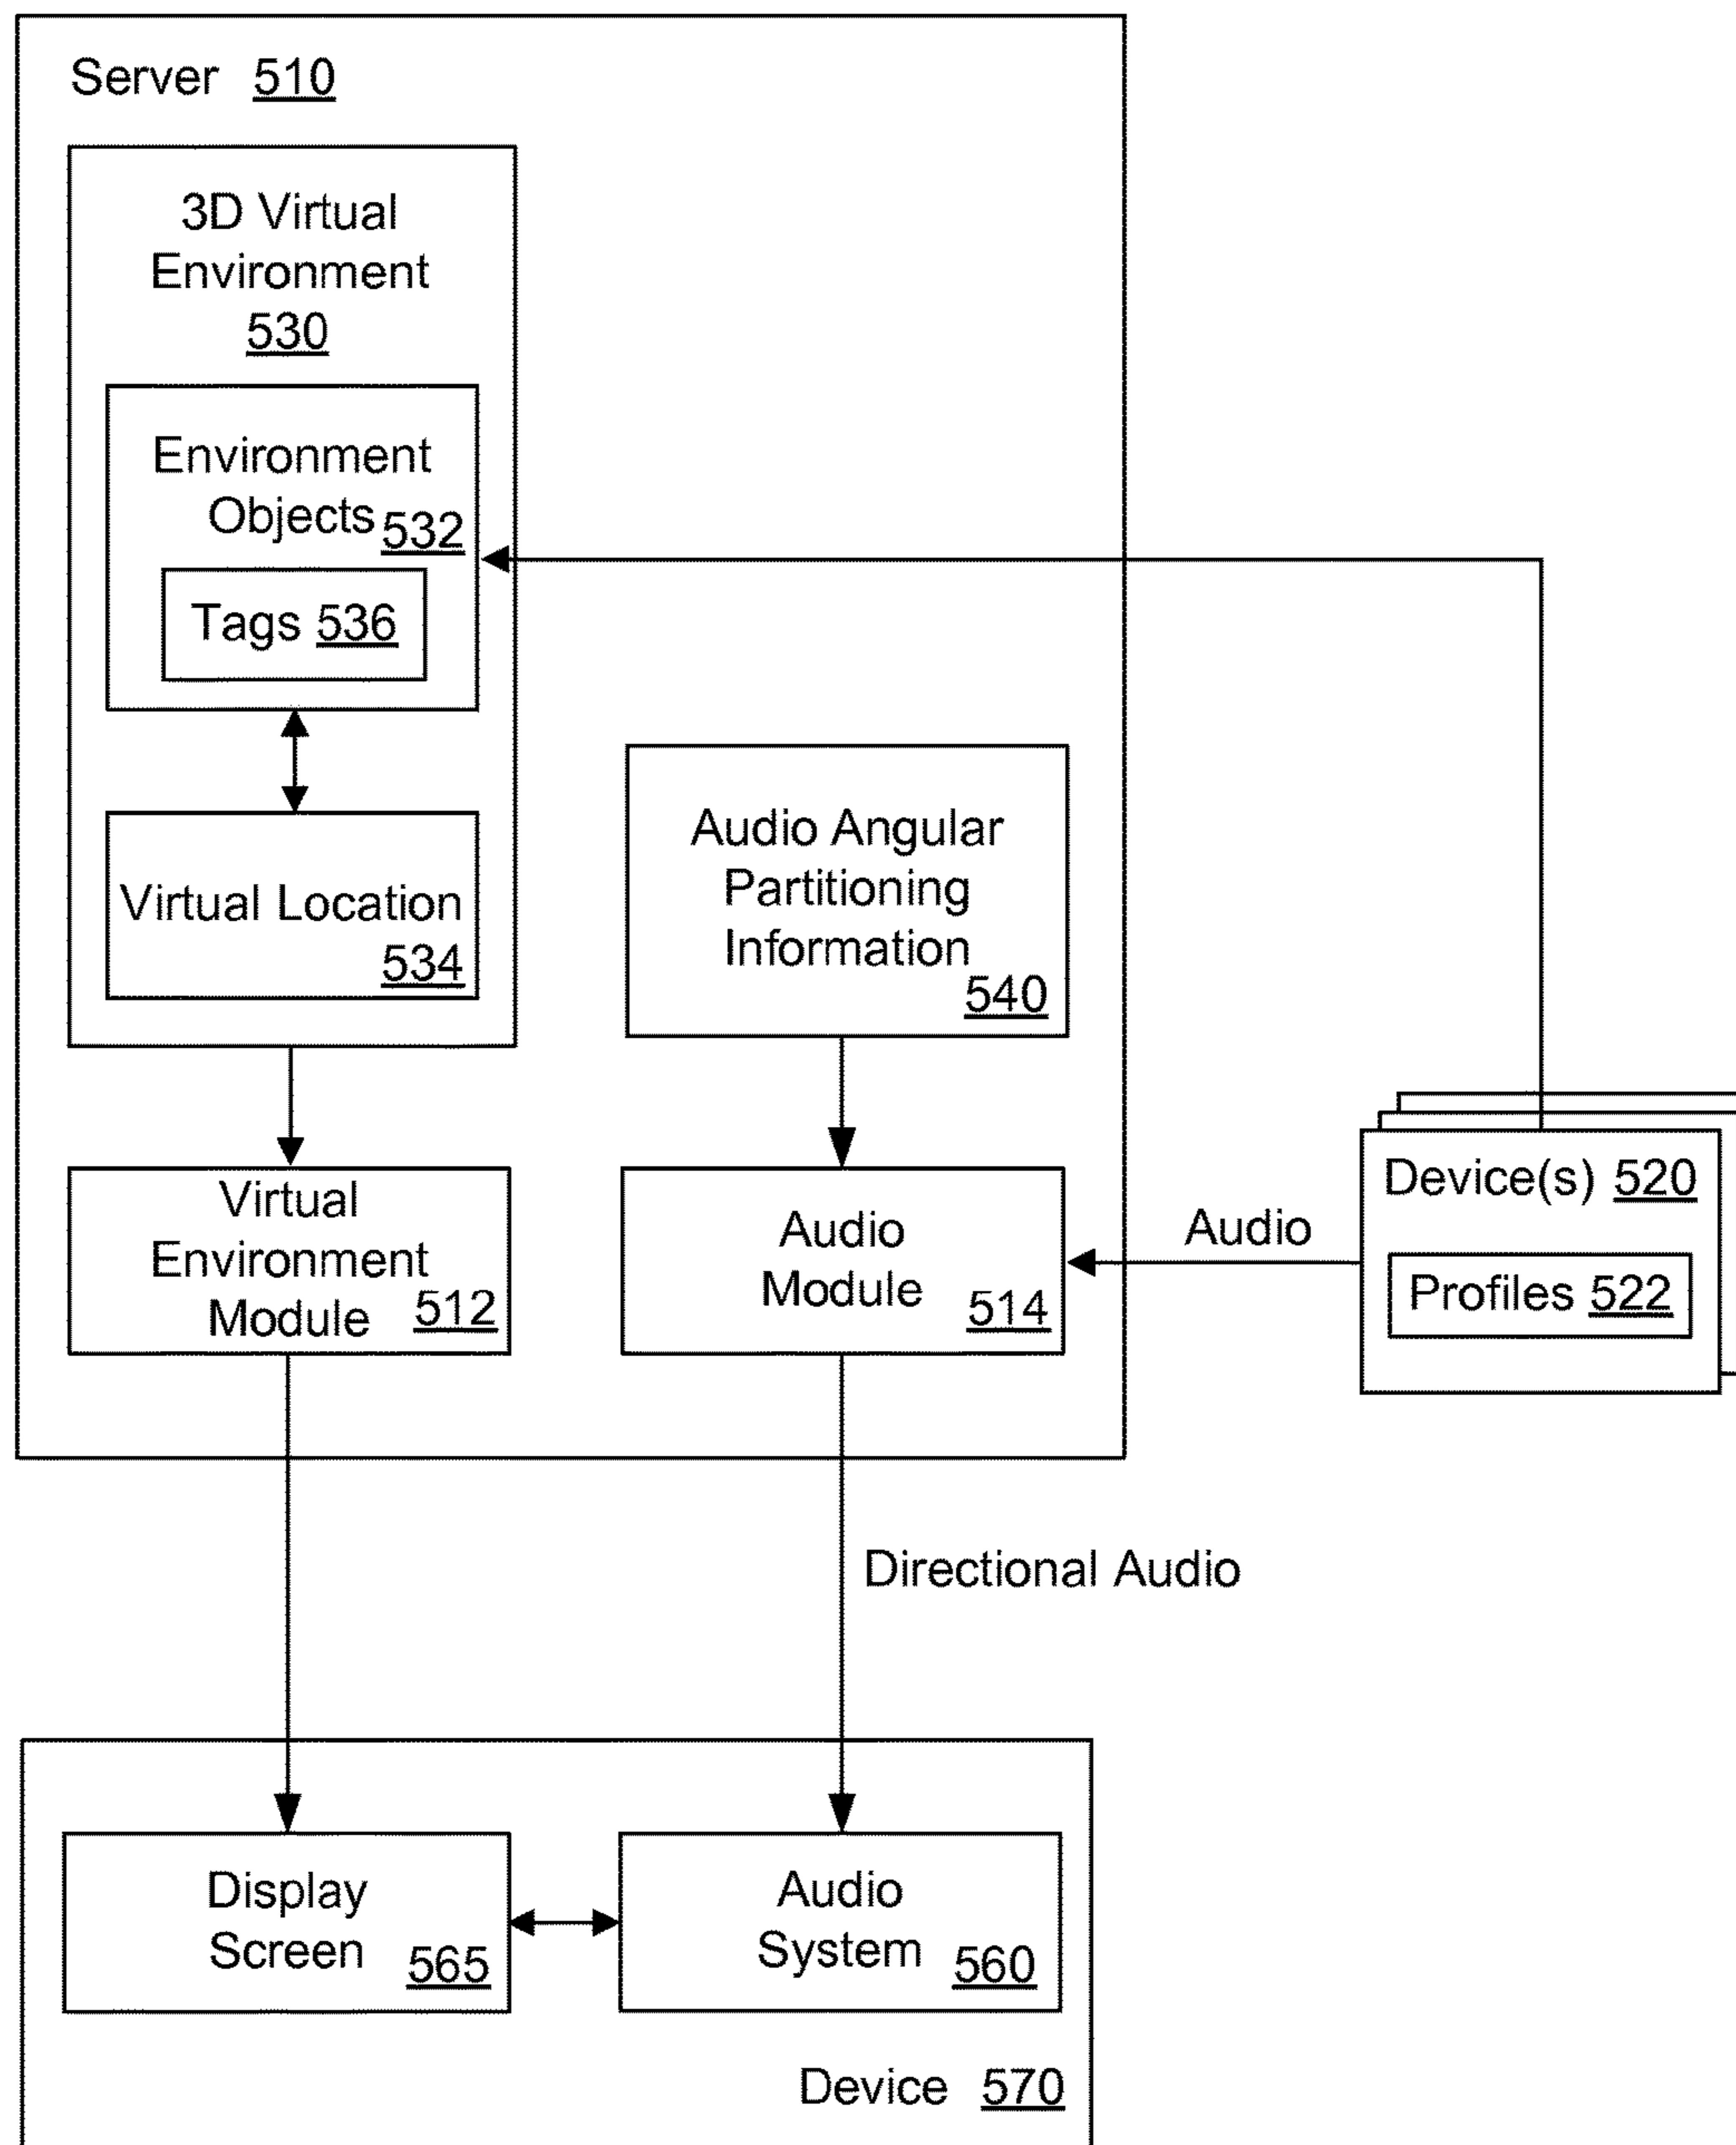 Server 510
3D Virtual
Environment
530
Environment
Objects 532
Tags 536
Virtual Location
534
Audio Angular
Partitioning
Information
540
Virtual
Environment
Module 512
Audio
Module 514
Audio
Device(s) 520
Profiles 522
Directional Audio
Display
Screen 565
Audio
System 560
Device 570